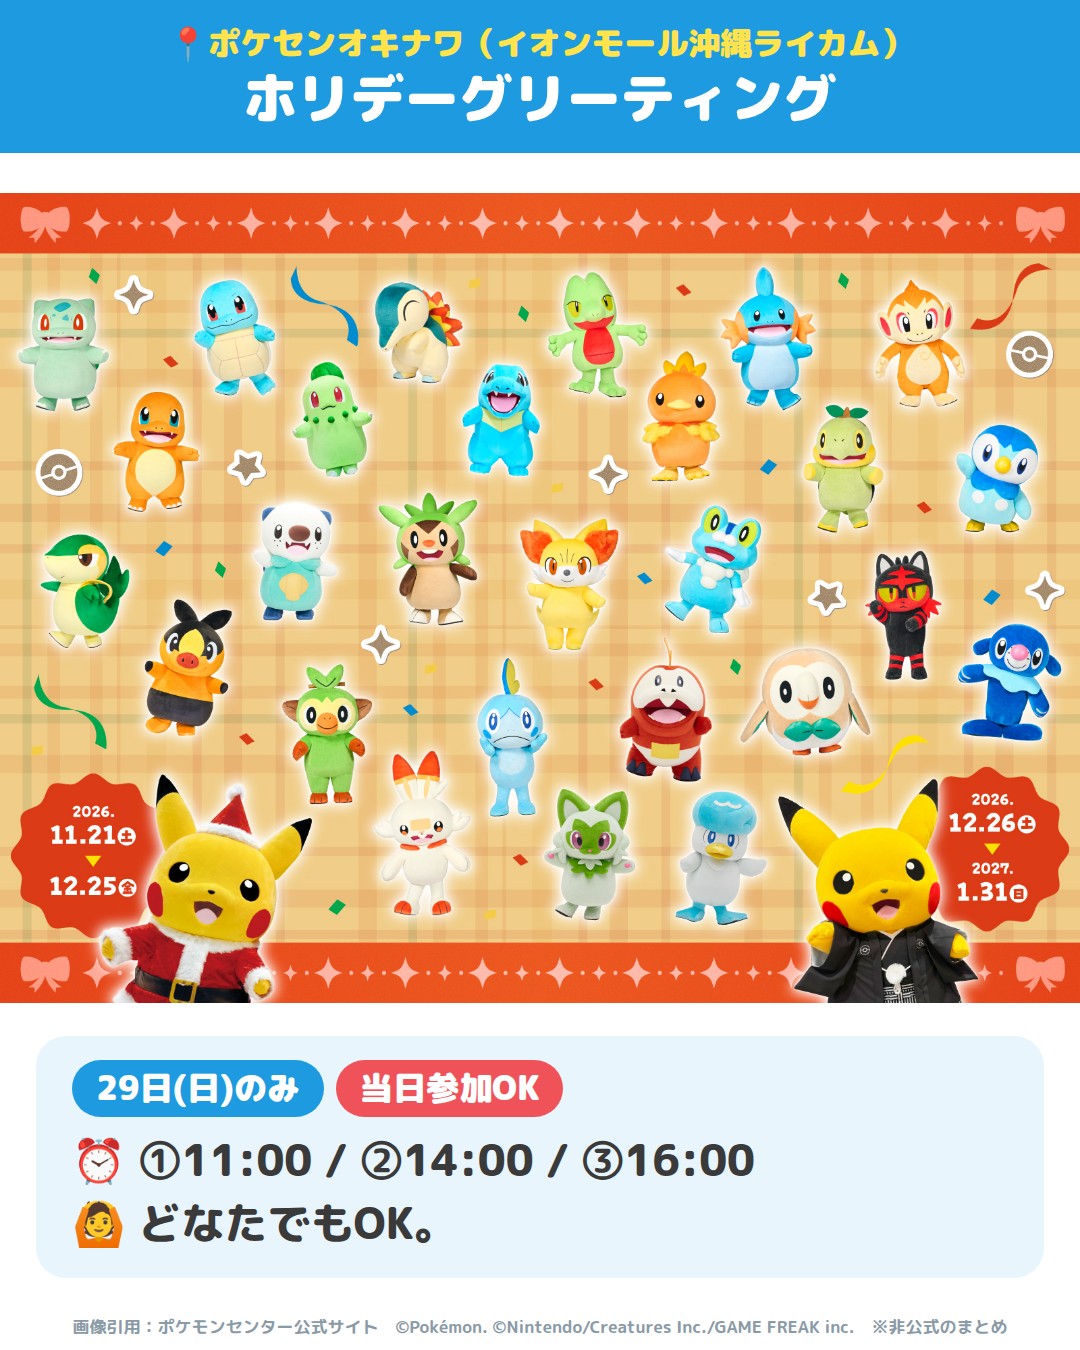 📍ポケセンオキナワ（イオンモール沖縄ライカム）
ホリデーグリーティング
2026.
11.21土
12.25金
2026.
12.26土
2027.
1.31日
29日(日)のみ
当日参加OK
⏰ ①11:00 / ②14:00 / ③16:00
🙆 どなたでもOK。
画像引用：ポケモンセンター公式サイト　©Pokémon. ©Nintendo/Creatures Inc./GAME FREAK inc.　※非公式のまとめ